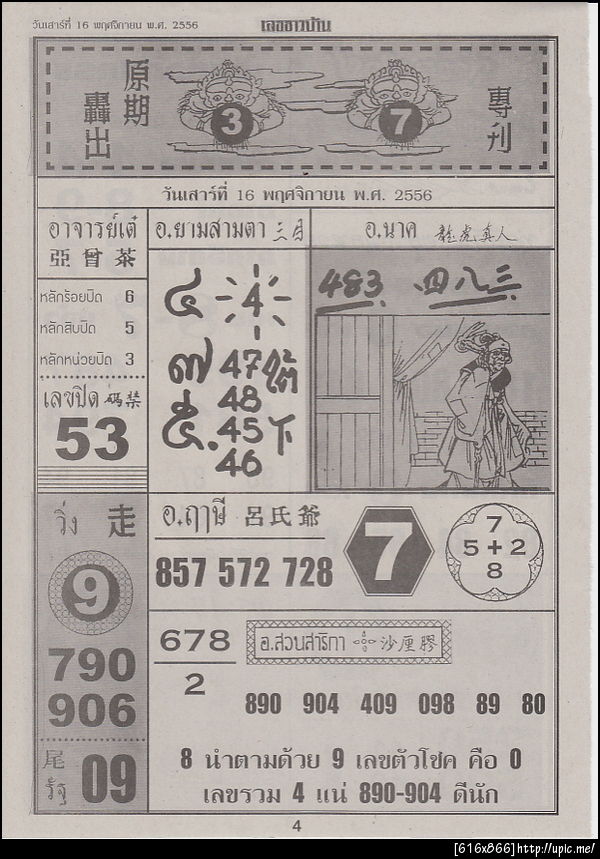 วันเสาร์ที่ 16 พฤศจิกายน พ.ศ. 2556
เลขชาวบ้าน
原期
轟出
3
7
專刊
วันเสาร์ที่ 16 พฤศจิกายน พ.ศ. 2556
อาจารย์เต๋
亞曾茶
หลักร้อยปิด 6
หลักสิบปิด 5
หลักหน่วยปิด 3
เลขปิด 碼禁
53
อ.ยามสามตา 三目
๔ 4
๗ 47 ใต้
48
๕. 45 下
46
อ.นาค 龍虎真人
483 四八三
วิ่ง 走
9
790
906
尾
รัฐ
09
อ.ฤาษี 呂氏爺
857 572 728
7
7
5+2
8
678
2
อ.สวนสาริกา 沙厘膠
890 904 409 098 89 80
8 นำตามด้วย 9 เลขตัวโชค คือ 0
เลขรวม 4 แน่ 890-904 ดีนัก
4
[616x866]http://upic.me/